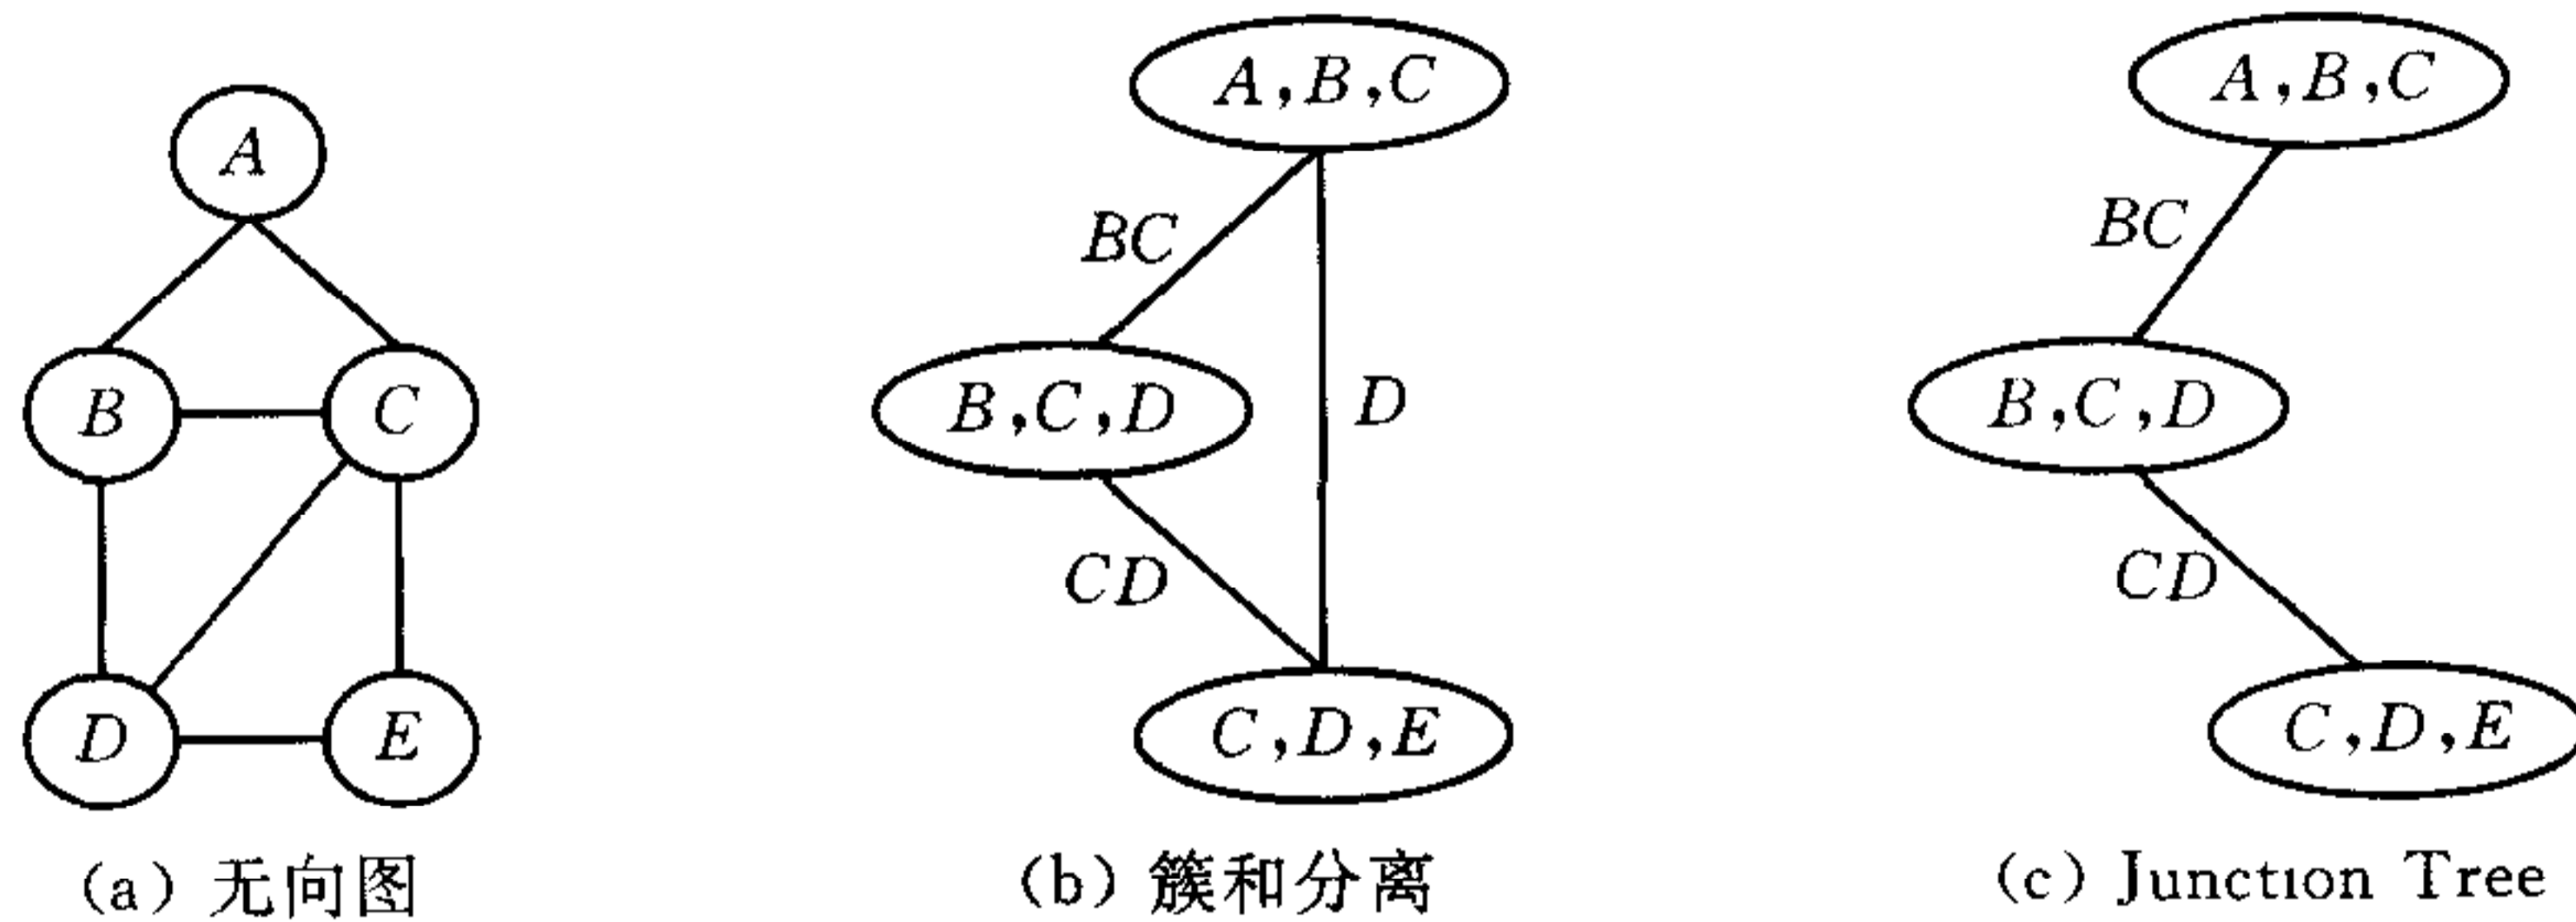 A
B
C
D
E
(a) 无向图
A,B,C
BC
B,C,D
D
CD
C,D,E
(b) 簇和分离
A,B,C
BC
B,C,D
CD
C,D,E
(c) Junction Tree